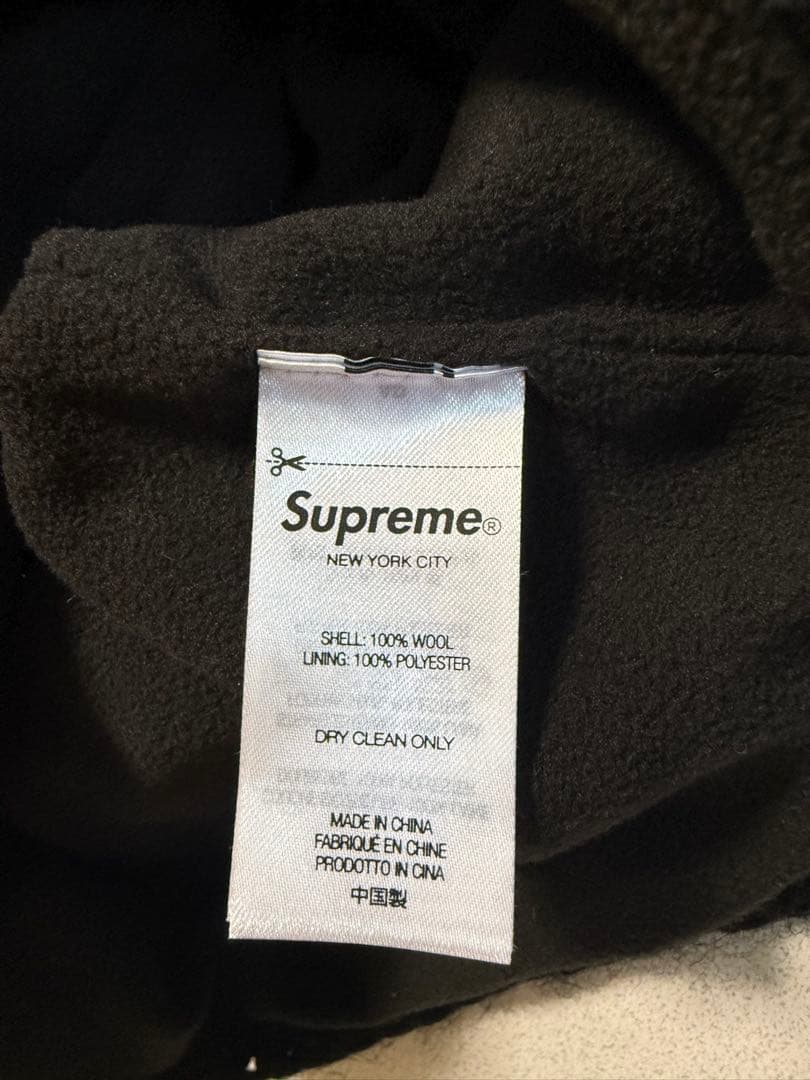 Supreme®
NEW YORK CITY
SHELL: 100% WOOL
LINING: 100% POLYESTER
DRY CLEAN ONLY
MADE IN CHINA
FABRIQUÉ EN CHINE
PRODOTTO IN CINA
中国製